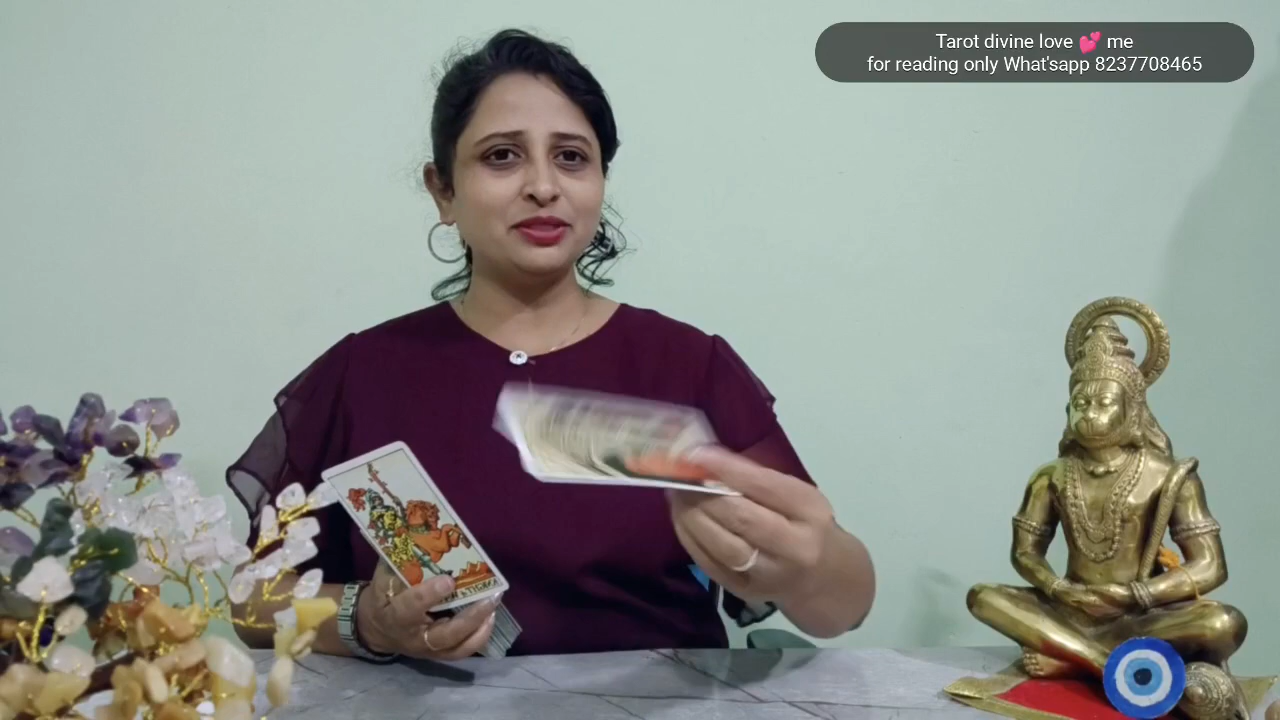 Tarot divine love 💕 me
for reading only What'sapp 8237708465